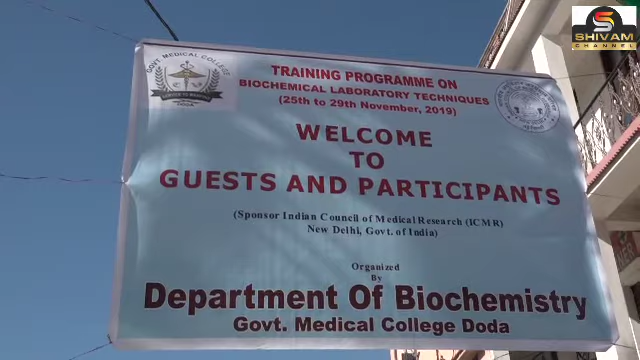 SHIVAM
CHANNEL
GOVT MEDICAL COLLEGE
DODA
TRAINING PROGRAMME ON
BIOCHEMICAL LABORATORY TECHNIQUES
(25th to 29th November, 2019)
WELCOME
TO
GUESTS AND PARTICIPANTS
(Sponsor Indian Council of Medical Research (ICMR)
New Delhi, Govt. of India)
Organized
By
Department Of Biochemistry
Govt. Medical College Doda